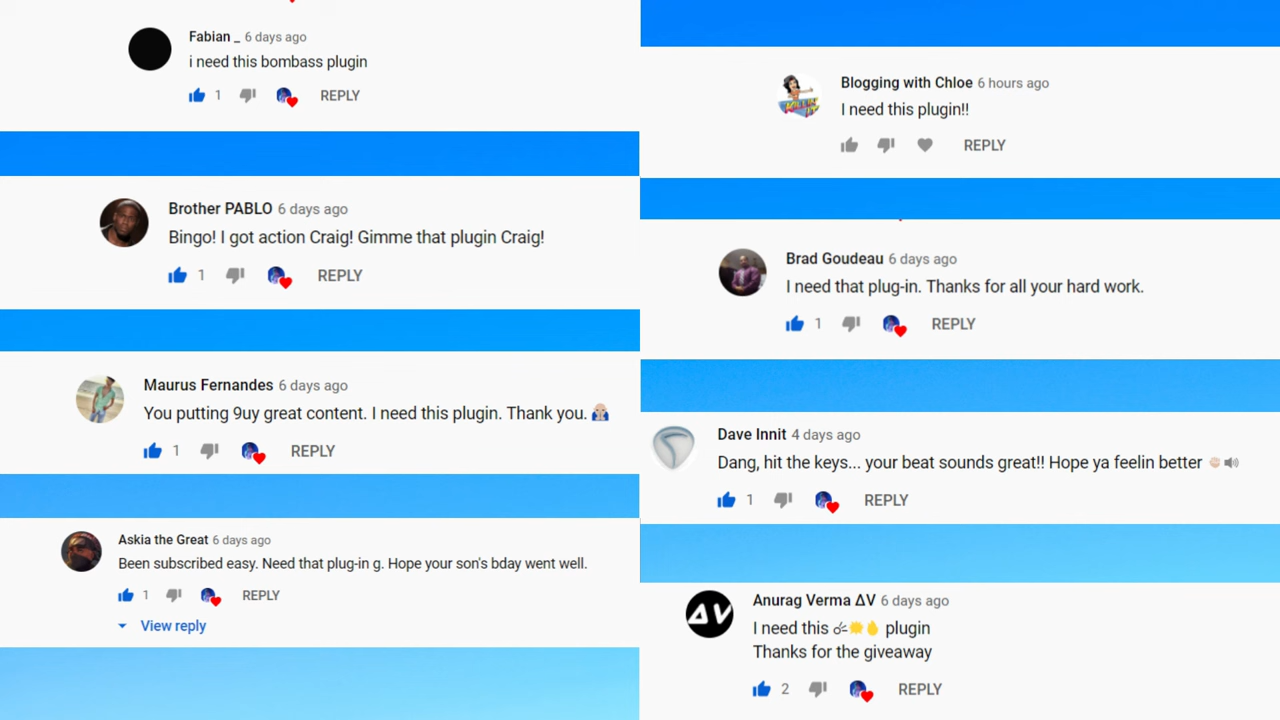 Fabian _ 6 days ago
i need this bombass plugin
1 REPLY
Brother PABLO 6 days ago
Bingo! I got action Craig! Gimme that plugin Craig!
1 REPLY
Maurus Fernandes 6 days ago
You putting 9uy great content. I need this plugin. Thank you.
1 REPLY
Askia the Great 6 days ago
Been subscribed easy. Need that plug-in g. Hope your son's bday went well.
1 REPLY
View reply
Blogging with Chloe 6 hours ago
I need this plugin!!
REPLY
Brad Goudeau 6 days ago
I need that plug-in. Thanks for all your hard work.
1 REPLY
Dave Innit 4 days ago
Dang, hit the keys... your beat sounds great!! Hope ya feelin better
1 REPLY
ΔV
Anurag Verma ΔV 6 days ago
I need this plugin
Thanks for the giveaway
2 REPLY